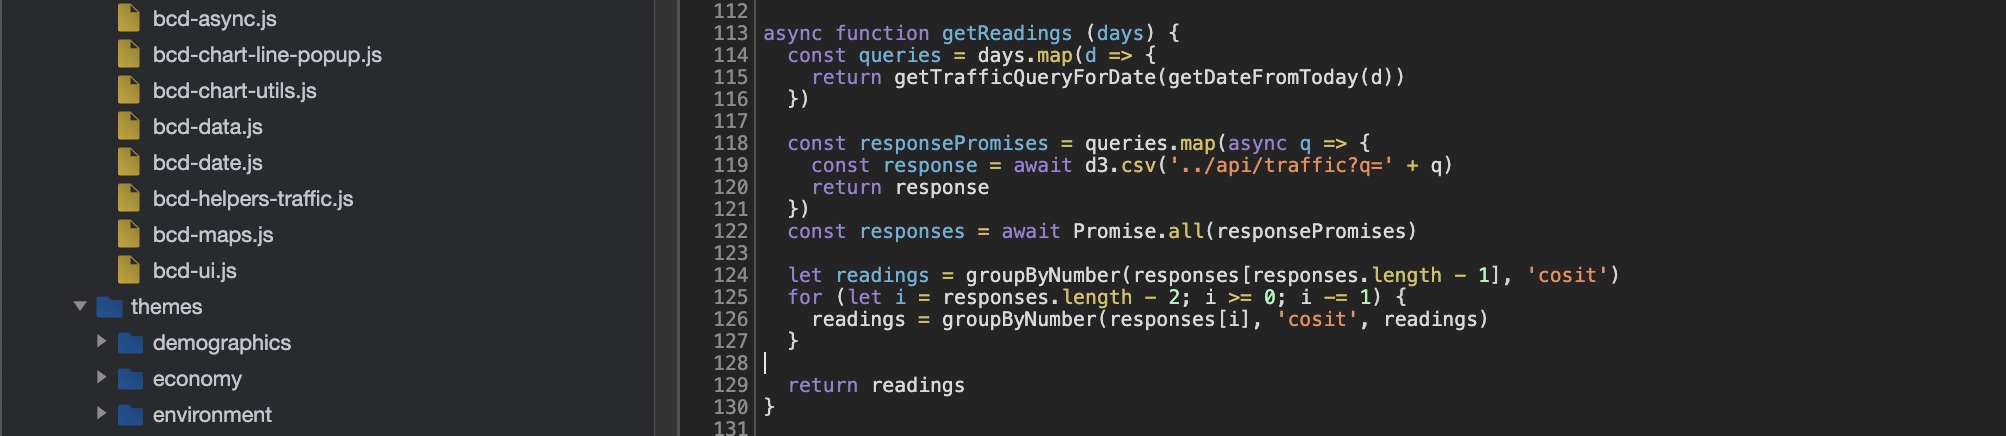 bcd-async.js
bcd-chart-line-popup.js
bcd-chart-utils.js
bcd-data.js
bcd-date.js
bcd-helpers-traffic.js
bcd-maps.js
bcd-ui.js
themes
demographics
economy
environment
112
113 async function getReadings (days) {
114   const queries = days.map(d => {
115     return getTrafficQueryForDate(getDateFromToday(d))
116   })
117
118   const responsePromises = queries.map(async q => {
119     const response = await d3.csv('../api/traffic?q=' + q)
120     return response
121   })
122   const responses = await Promise.all(responsePromises)
123
124   let readings = groupByNumber(responses[responses.length - 1], 'cosit')
125   for (let i = responses.length - 2; i >= 0; i -= 1) {
126     readings = groupByNumber(responses[i], 'cosit', readings)
127   }
128
129   return readings
130 }
131